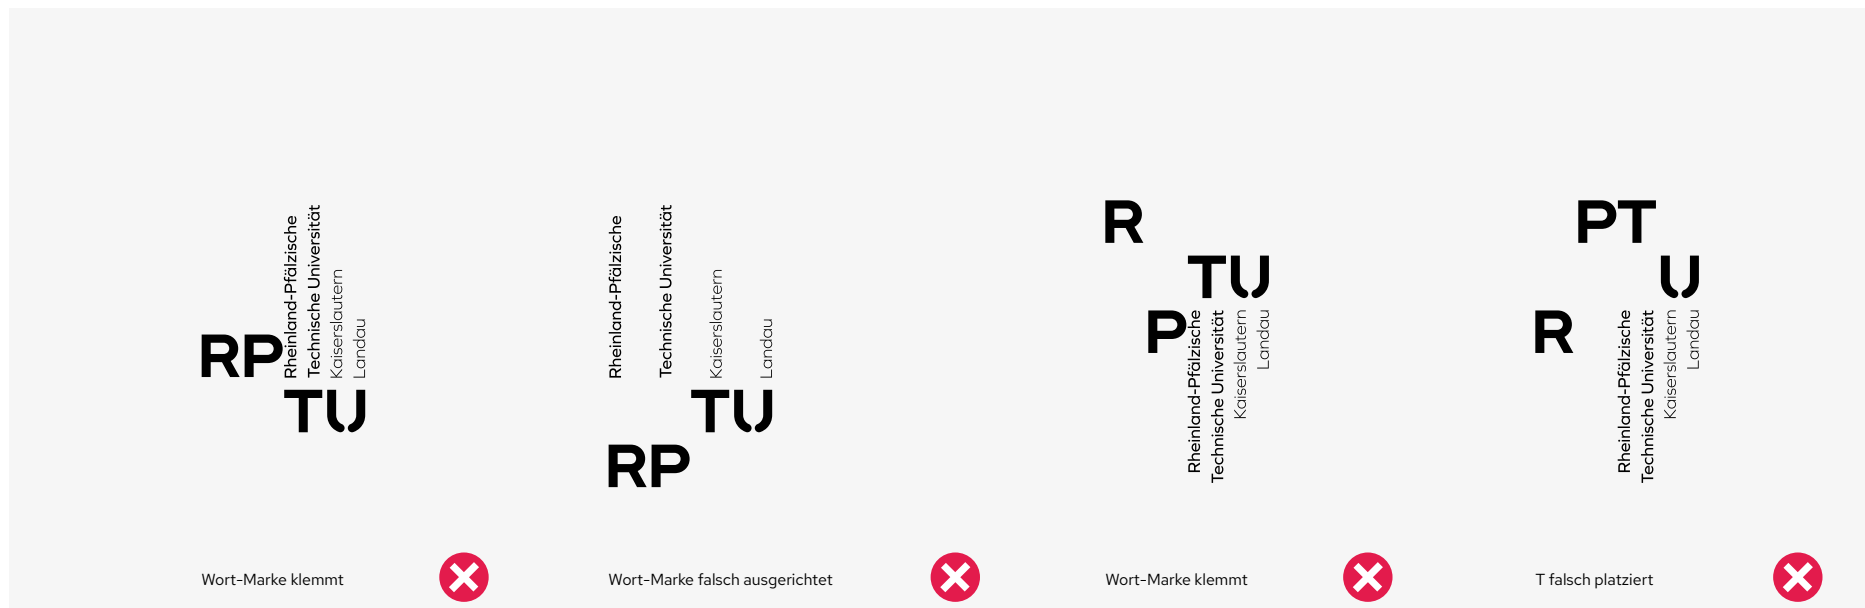 Rheinland-Pfälzische
Technische Universität
Kaiserslautern
Landau
RP
TU
Wort-Marke klemmt
Rheinland-Pfälzische
Technische Universität
Kaiserslautern
Landau
TU
RP
Wort-Marke falsch ausgerichtet
R
TU
P
Rheinland-Pfälzische
Technische Universität
Kaiserslautern
Landau
Wort-Marke klemmt
PT
U
R
Rheinland-Pfälzische
Technische Universität
Kaiserslautern
Landau
T falsch platziert